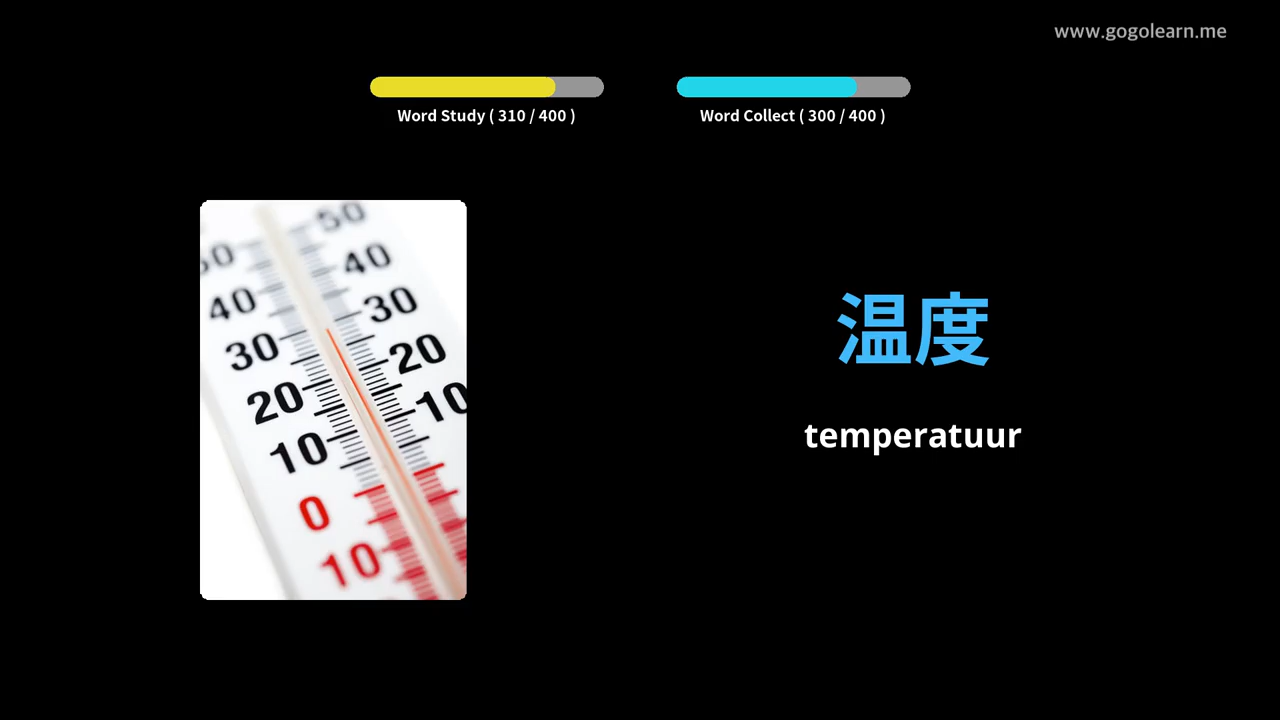 www.gogolearn.me
Word Study ( 310 / 400 )
Word Collect ( 300 / 400 )
50
50
40
40
30
30
20
20
10
10
0
10
温度
temperatuur